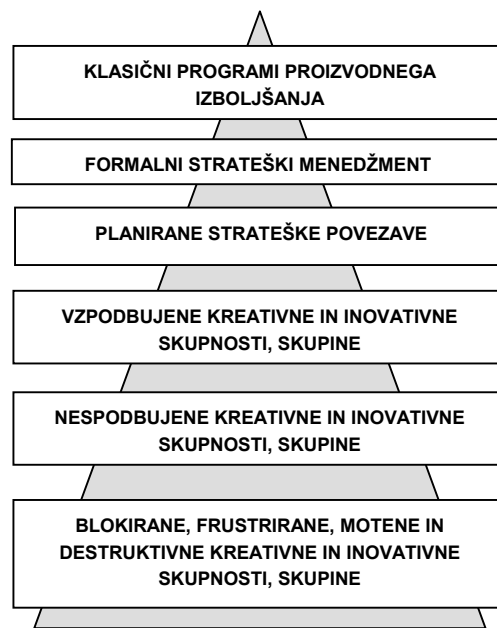 KLASIČNI PROGRAMI PROIZVODNEGA
IZBOLJŠANJA
FORMALNI STRATEŠKI MENEDŽMENT
PLANIRANE STRATEŠKE POVEZAVE
VZPODBUJENE KREATIVNE IN INOVATIVNE
SKUPNOSTI, SKUPINE
NESPODBUJENE KREATIVNE IN INOVATIVNE
SKUPNOSTI, SKUPINE
BLOKIRANE, FRUSTRIRANE, MOTENE IN
DESTRUKTIVNE KREATIVNE IN INOVATIVNE
SKUPNOSTI, SKUPINE